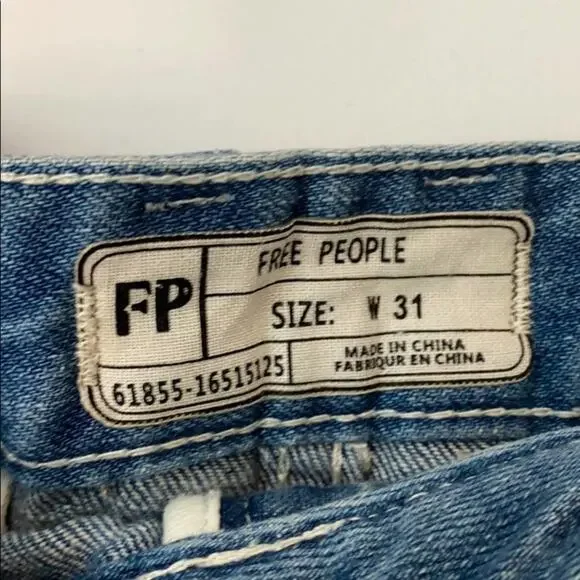 FP
FREE PEOPLE
SIZE: W 31
61855-16515125
MADE IN CHINA
FABRIQUR EN CHINA